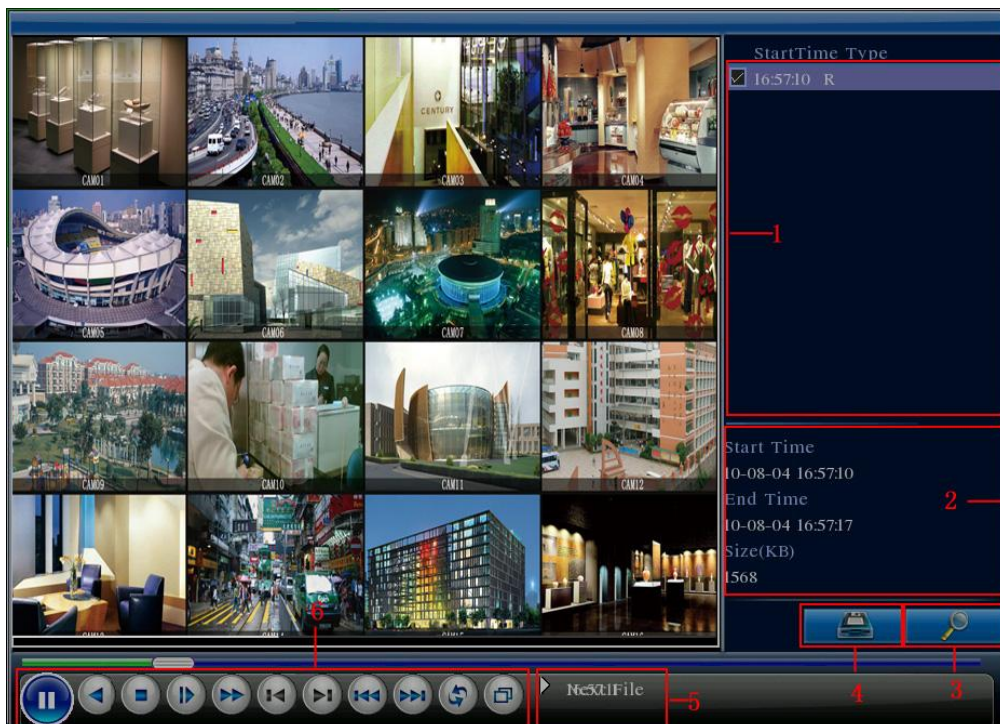 StartTime Type
16:57:10 R
CENTURY
CAM01
CAM02
CAM03
CAM04
1
CAM05
CAM06
CAM07
CAM08
CAM09
CAM10
CAM11
CAM12
Start Time
10-08-04 16:57:10
End Time
10-08-04 16:57:17
Size(KB)
1568
2
6
Next File
5
4
3